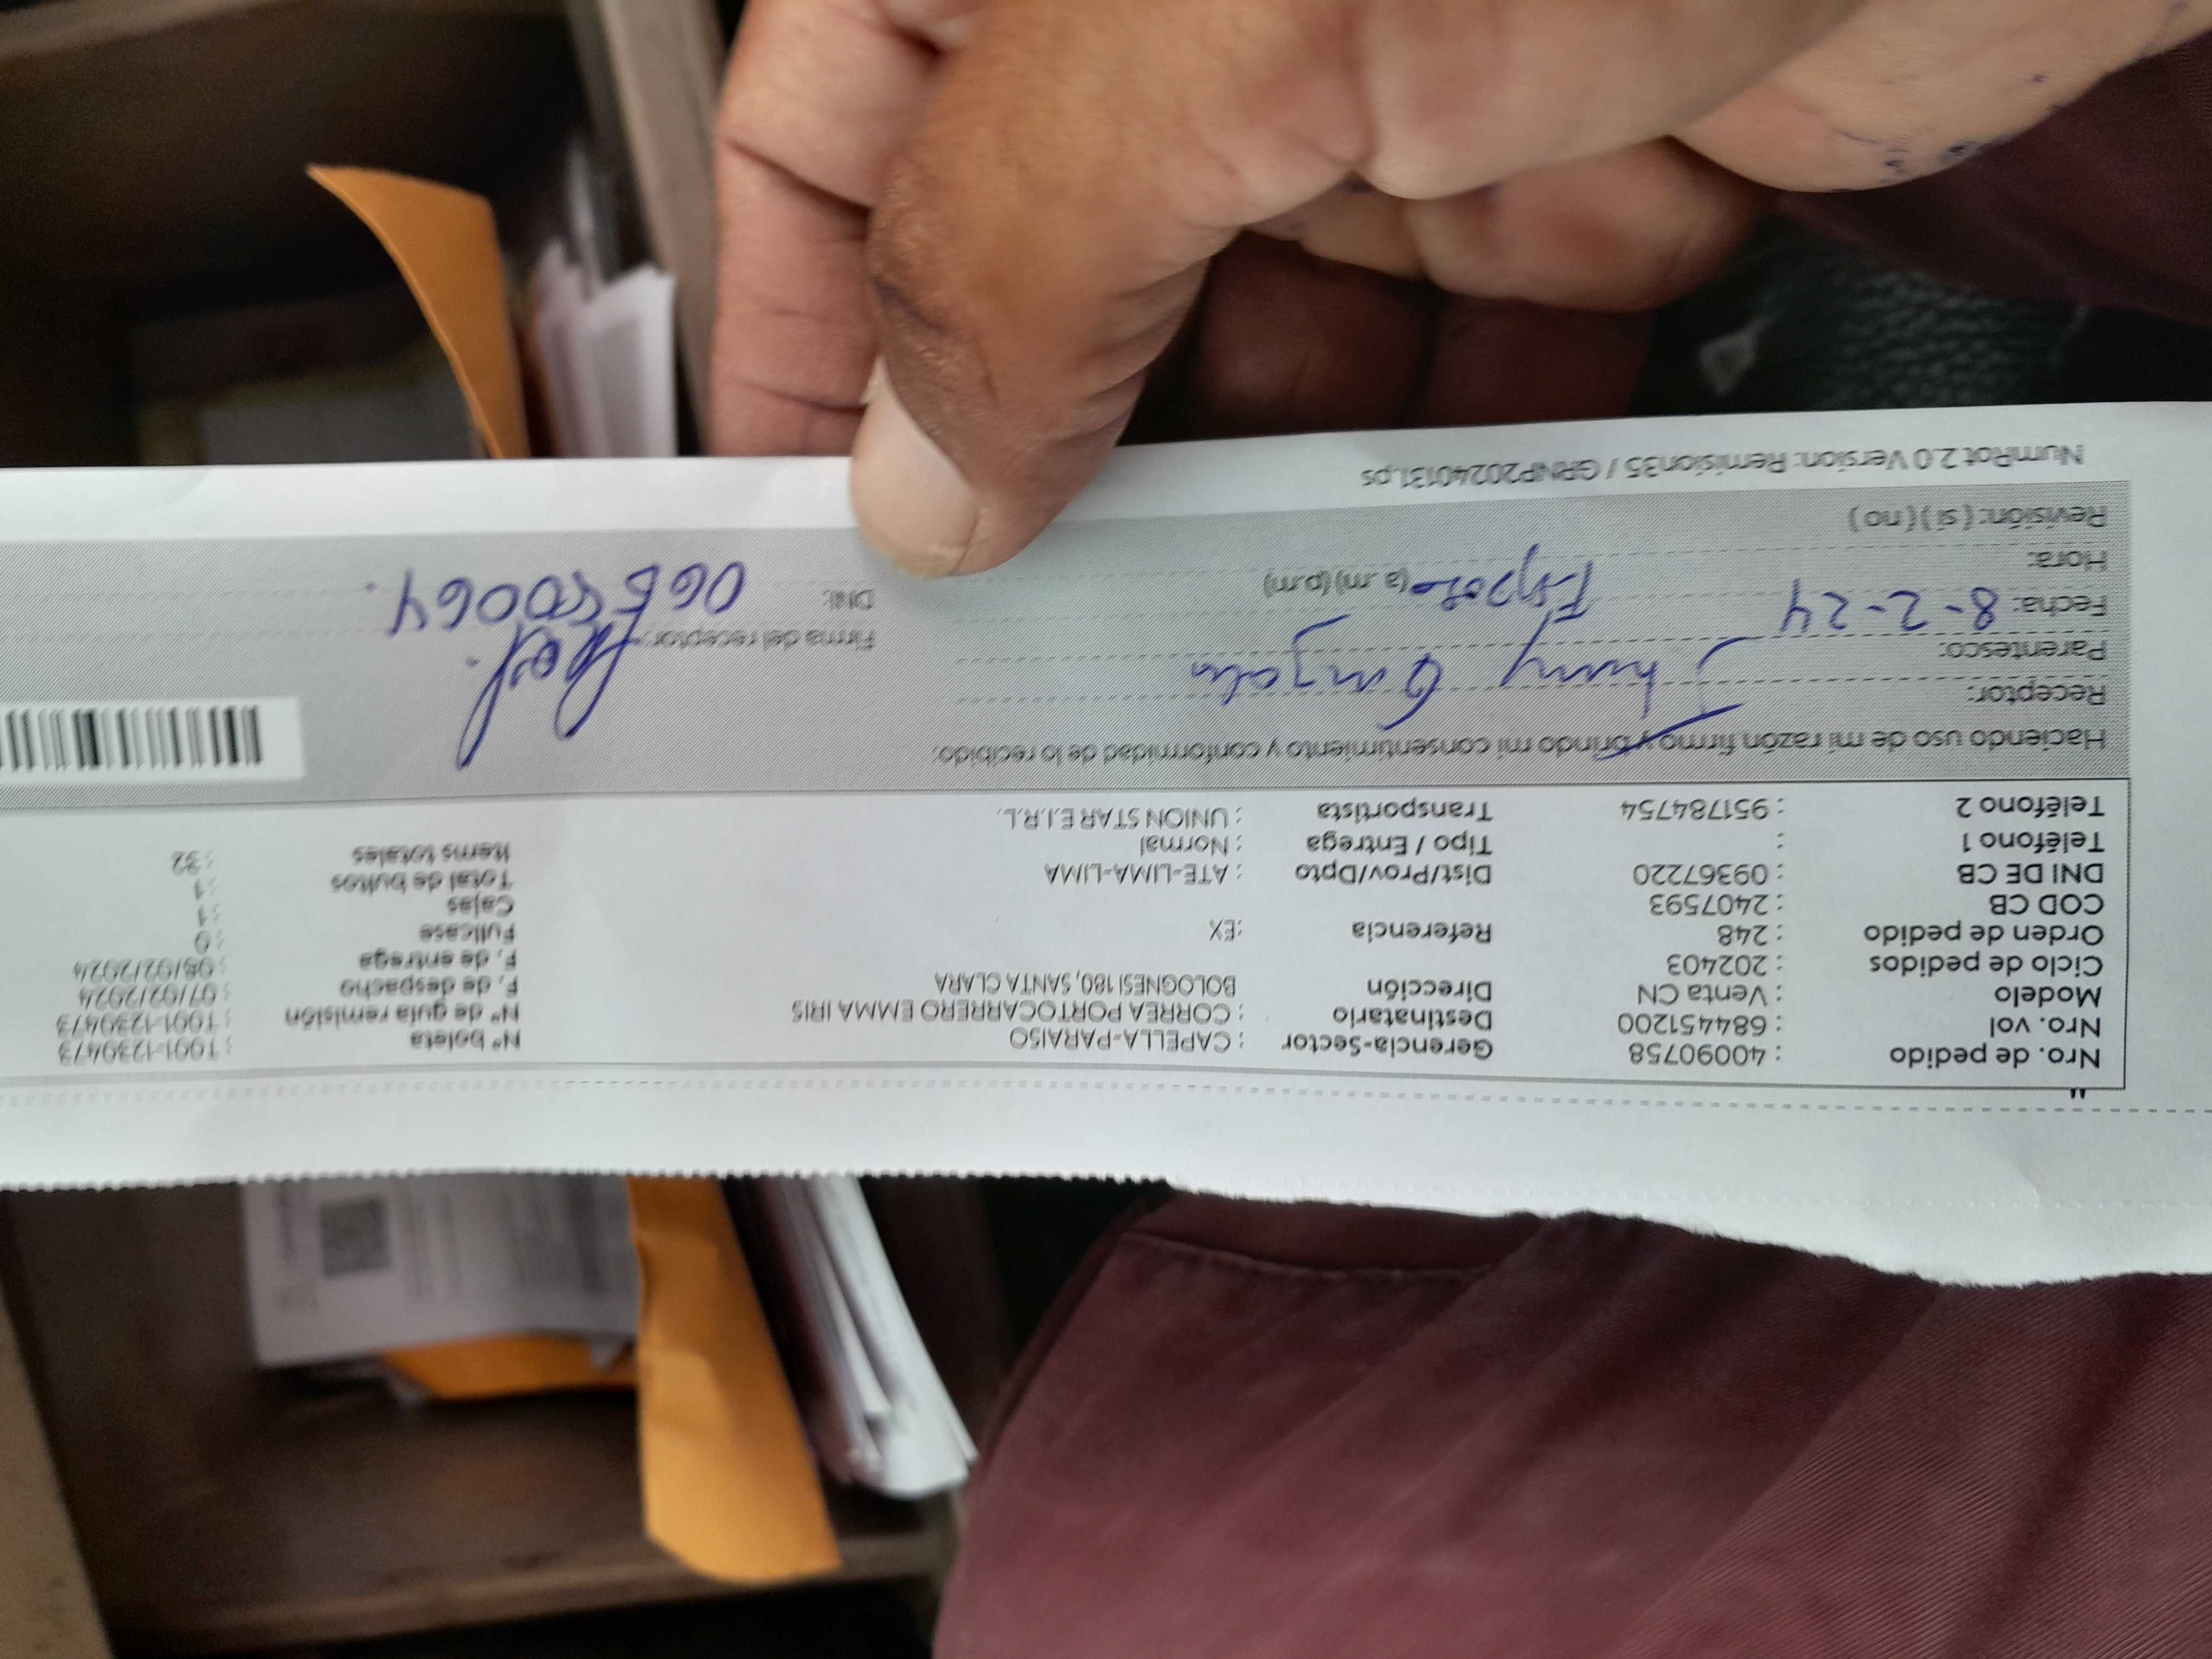 Nro. de pedido : 40090758 Gerencia-Sector : CAPELLA-PARAISO Nº boleta : T001-1230473
Nro. vol : 684451200 Destinatario : CORREA PORTOCARRERO EMMA IRIS Nº de guia remisión : T001-1230473
Modelo : Venta CN Dirección BOLOGNESI 180, SANTA CLARA F. de despacho : 07/02/2024
Ciclo de pedidos : 202403 F. de entrega : 08/02/2024
Orden de pedido : 248 Referencia :EX Fullcase : 0
COD CB : 2407593 Cajas : 1
DNI DE CB : 09367220 Dist/Prov/Dpto : ATE-LIMA-LIMA Total de bultos : 1
Teléfono 1 : Tipo / Entrega : Normal Items totales : 32
Teléfono 2 : 951784754 Transportista : UNION STAR E.I.R.L.
Haciendo uso de mi razón firmo y brindo mi consentimiento y conformidad de lo recibido:
Receptor:
Parentesco: Firma del receptor:
Fecha: 8-2-24 DNI:
Hora: (a.m) (p.m)
Revisión: (si) (no)
NumRot 2.0 Version: Remision35 / GRNP20240131.ps